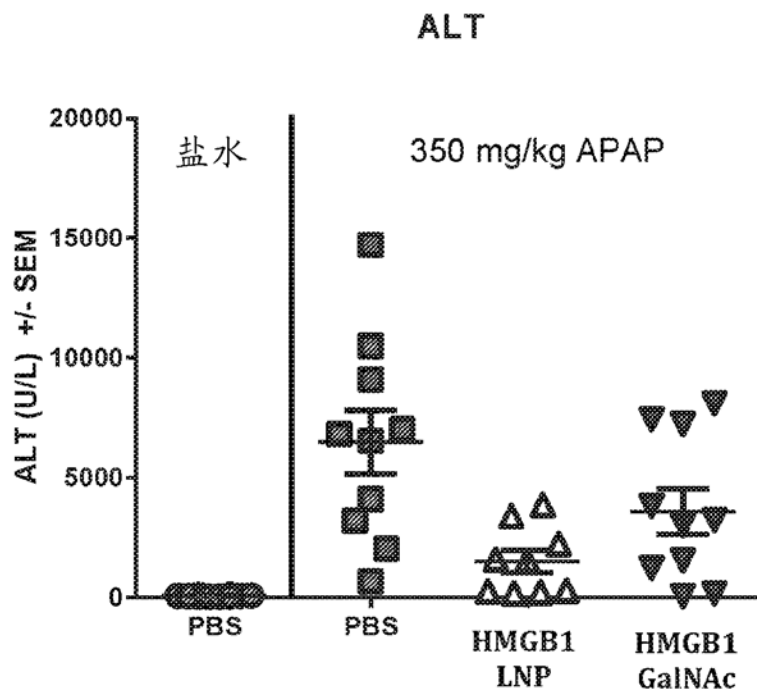 ALT
20000
盐水
350 mg/kg APAP
15000
10000
5000
0
ALT (U/L) +/- SEM
PBS
PBS
HMGB1
LNP
HMGB1
GalNAc